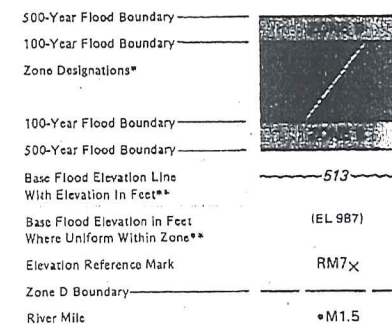 500-Year Flood Boundary
100-Year Flood Boundary
Zone Designations*
100-Year Flood Boundary
500-Year Flood Boundary
Base Flood Elevation Line
With Elevation In Feet**
513
Base Flood Elevation in Feet
Where Uniform Within Zone**
(EL 987)
Elevation Reference Mark
RM7X
Zone D Boundary
River Mile
•M1.5